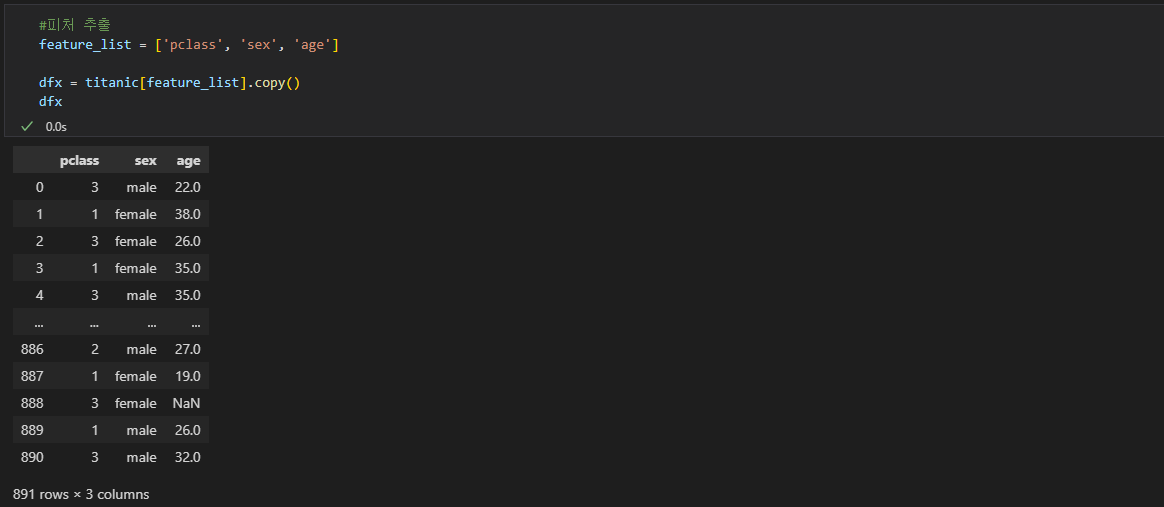 #피처 추출
feature_list = ['pclass', 'sex', 'age']
dfx = titanic[feature_list].copy()
dfx
0.0s
pclass sex age
0 3 male 22.0
1 1 female 38.0
2 3 female 26.0
3 1 female 35.0
4 3 male 35.0
... ... ... ...
886 2 male 27.0
887 1 female 19.0
888 3 female NaN
889 1 male 26.0
890 3 male 32.0
891 rows × 3 columns